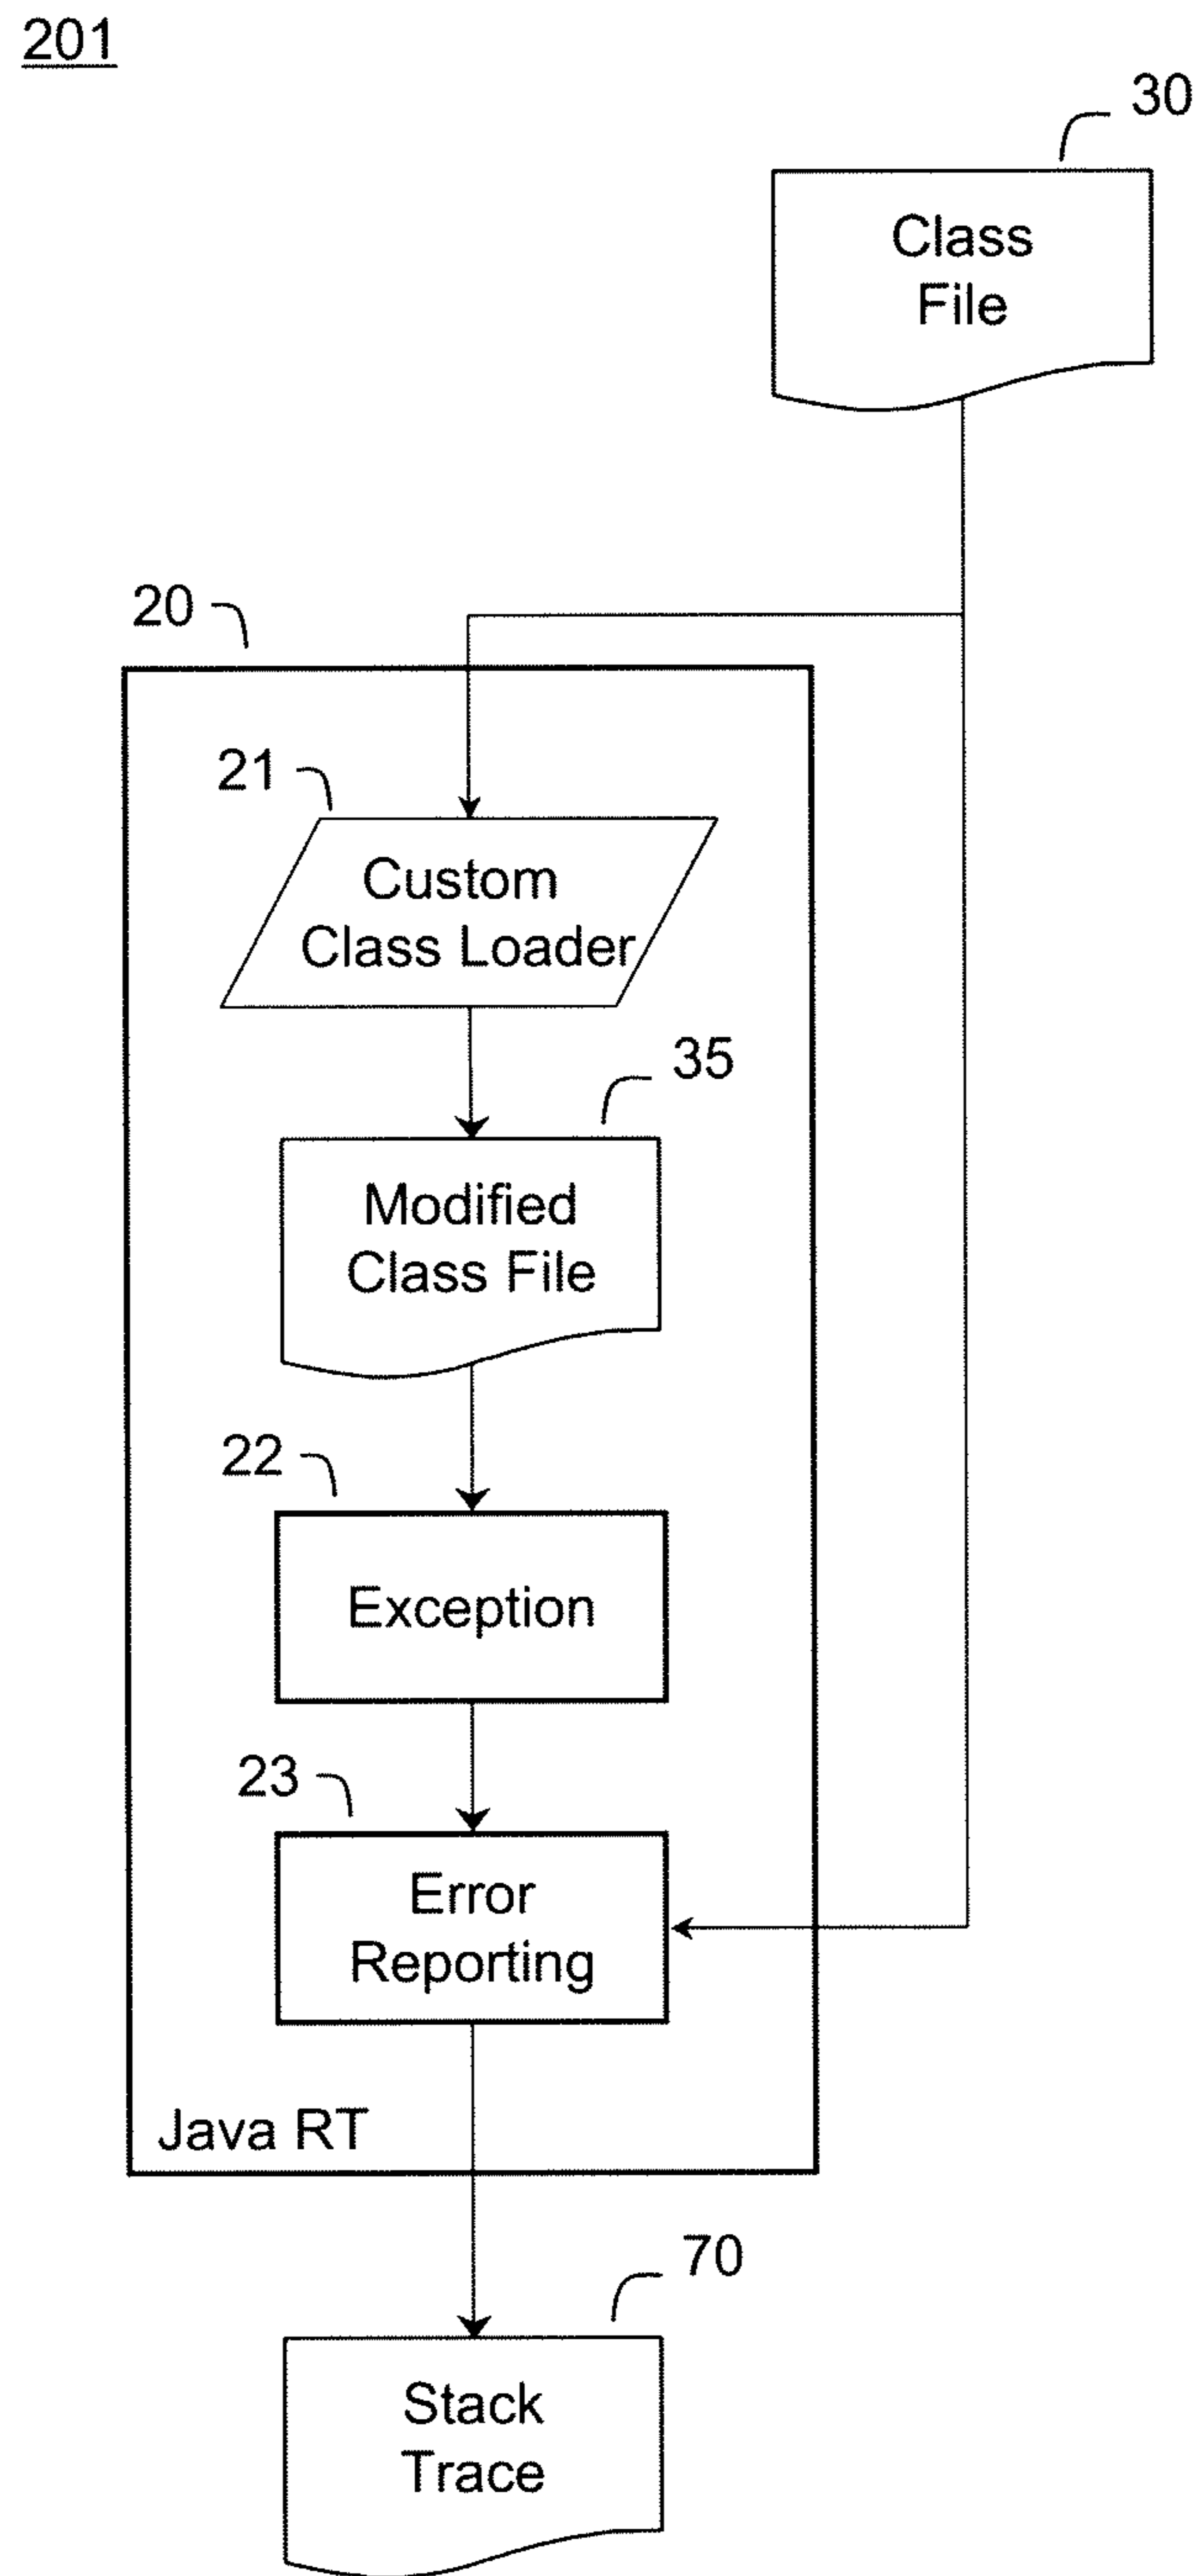 201
30
Class
File
20
21
Custom
Class Loader
35
Modified
Class File
22
Exception
23
Error
Reporting
Java RT
70
Stack
Trace